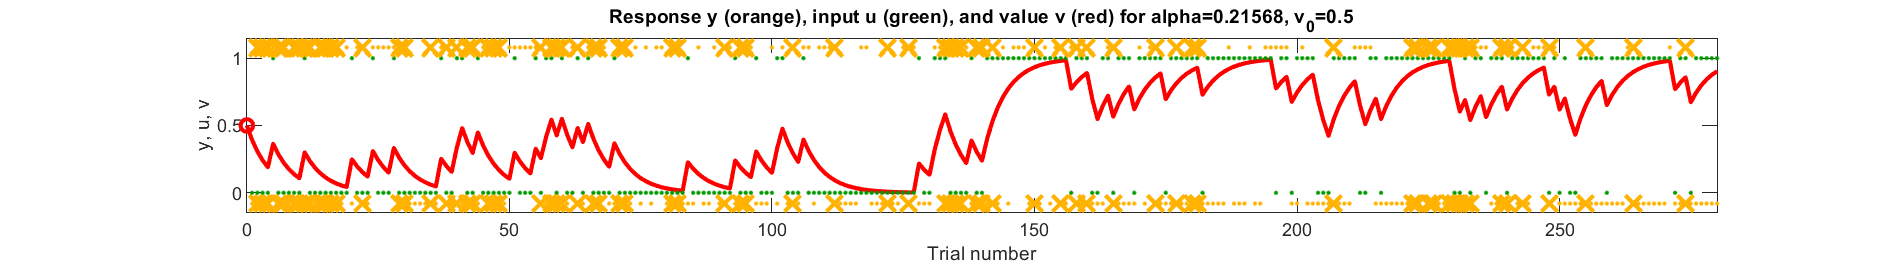 Response y (orange), input u (green), and value v (red) for alpha=0.21568, v₀=0.5
y, u, v
1
0.5
0
0 50 100 150 200 250
Trial number